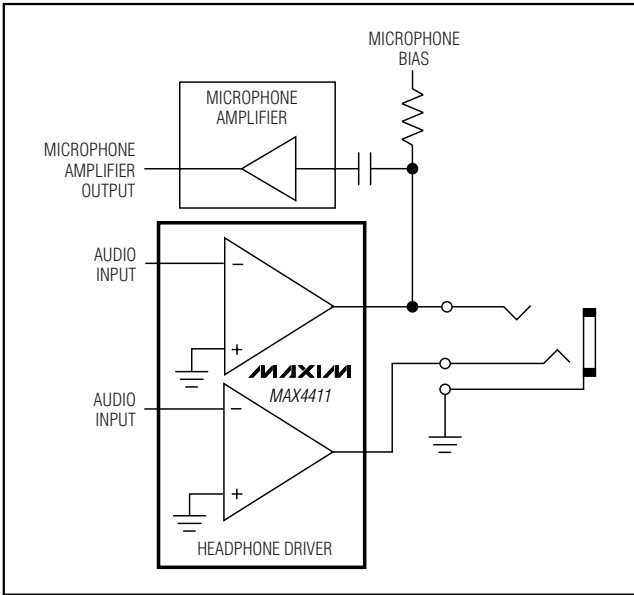 MICROPHONE
BIAS
MICROPHONE
AMPLIFIER
MICROPHONE
AMPLIFIER
OUTPUT
AUDIO
INPUT
−
+
MAXIM
MAX4411
AUDIO
INPUT
−
+
HEADPHONE DRIVER